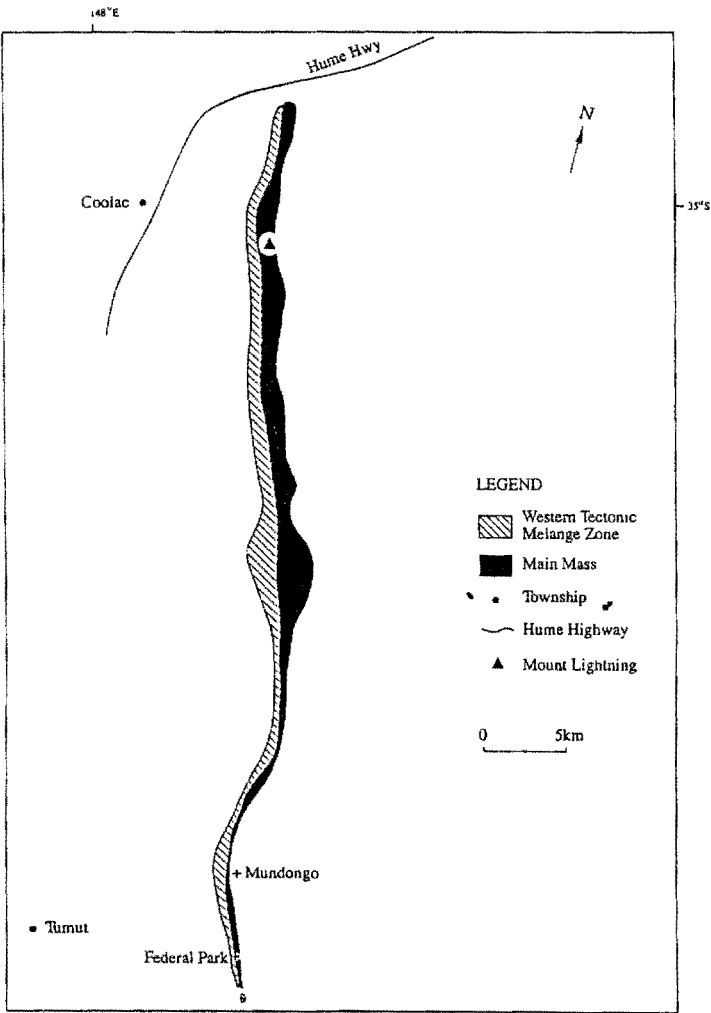 148°E
Hume Hwy
N
Coolac
35°S
LEGEND
Western Tectonic
Melange Zone
Main Mass
Township
Hume Highway
Mount Lightning
0 5km
+ Mundongo
Tumut
Federal Park